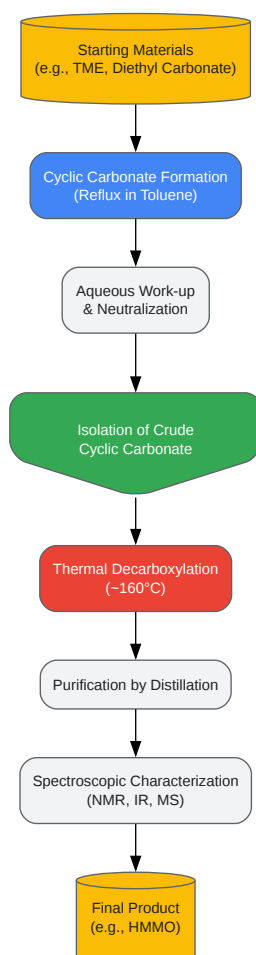 Starting Materials
(e.g., TME, Diethyl Carbonate)
Cyclic Carbonate Formation
(Reflux in Toluene)
Aqueous Work-up
& Neutralization
Isolation of Crude
Cyclic Carbonate
Thermal Decarboxylation
(~160°C)
Purification by Distillation
Spectroscopic Characterization
(NMR, IR, MS)
Final Product
(e.g., HMMO)